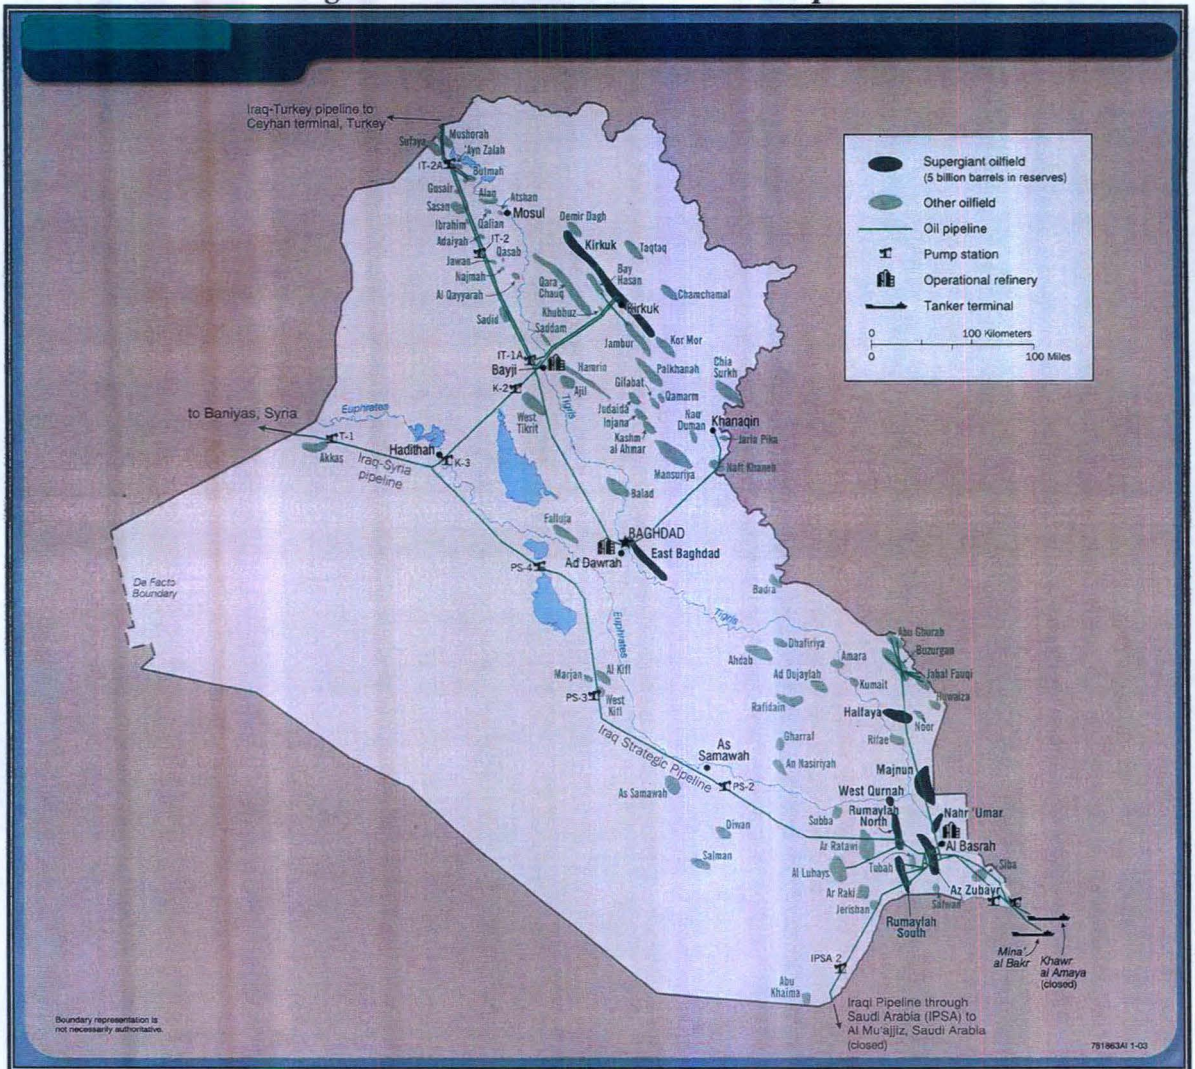 Iraq-Turkey pipeline to
Ceyhan terminal, Turkey
Mushorah
Sufaya
'Ayn Zalah
IT-2A
Butmah
Gusair
Alan
Atshan
Sasan
Mosul
Ibrahim
Qalian
Adaiyah
IT-2
Qasab
Jawan
Najmah
Al Qayyarah
Sadid
Demir Dagh
Kirkuk
Taqtaq
Qara
Chauq
Bay
Hasan
Chamchamal
Khubbuz
Kirkuk
Saddam
Jambur
Kor Mor
IT-1A
Bayji
Hamrin
Pulkhanah
Chia
Surkh
K-2
Ajil
Gilabat
Qamarm
West
Tikrit
Tigris
Judaida
Injana
Kashm
al Ahmar
Nau
Duman
Khanaqin
Jaria Pika
Mansuriya
Naft Khaneh
to Baniyas, Syria
Euphrates
T-1
Akkas
Hadithah
K-3
Iraq-Syria
pipeline
Balad
Falluja
BAGHDAD
Ad Dawrah
East Baghdad
PS-4
Badra
De Facto
Boundary
Euphrates
Tigris
Dhafiriya
Ahdab
Amara
Abu Ghurab
Buzurgan
Jabal Fauqi
Huwaiza
Ad Dujaylah
Kumait
Marjan
Al Kifl
PS-3
West
Kifl
Rafidain
Halfaya
Noor
Rifae
Gharraf
An Nasiriyah
Iraq Strategic Pipeline
As
Samawah
Majnun
As Samawah
PS-2
West Qurnah
Rumaylah
North
Nahr 'Umar
Subba
Diwan
Ar Ratawi
Al Basrah
Salman
Al Luhays
Tubah
Siba
Az Zubayr
Ar Raki
Jerishan
Safwan
Rumaylah
South
Mina'
al Bakr
Khawr
al Amaya
(closed)
IPSA 2
Abu
Khaima
Iraqi Pipeline through
Saudi Arabia (IPSA) to
Al Mu'ajjiz, Saudi Arabia
(closed)
Supergiant oilfield
(5 billion barrels in reserves)
Other oilfield
Oil pipeline
Pump station
Operational refinery
Tanker terminal
0 100 Kilometers
0 100 Miles
Boundary representation is
not necessarily authoritative.
781863AI 1-03